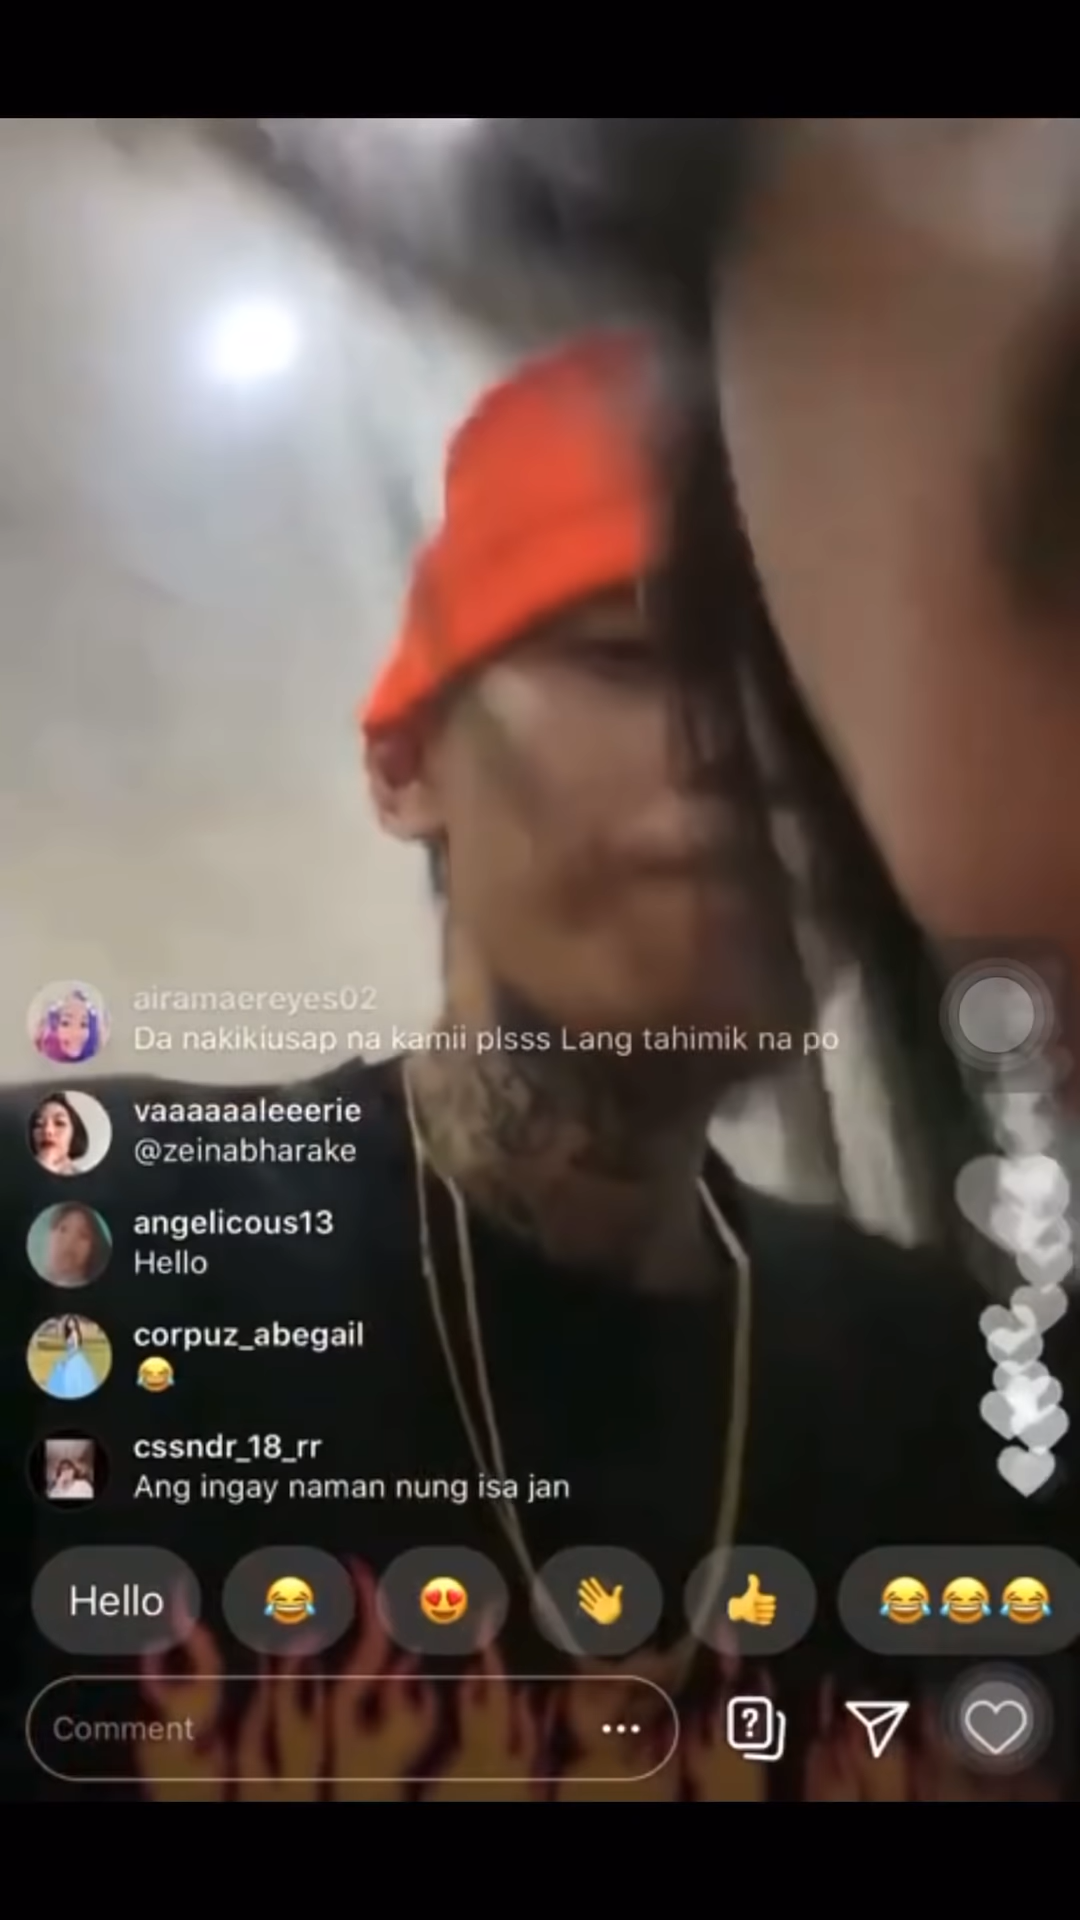 airamaereyes02
Da nakikiusap na kamii plsss Lang tahimik na po
vaaaaaaleeerie
@zeinabharake
angelicous13
Hello
corpuz_abegail
😂
cssndr_18_rr
Ang ingay naman nung isa jan
Hello 😂 😍 👋 👍 😂😂😂
Comment